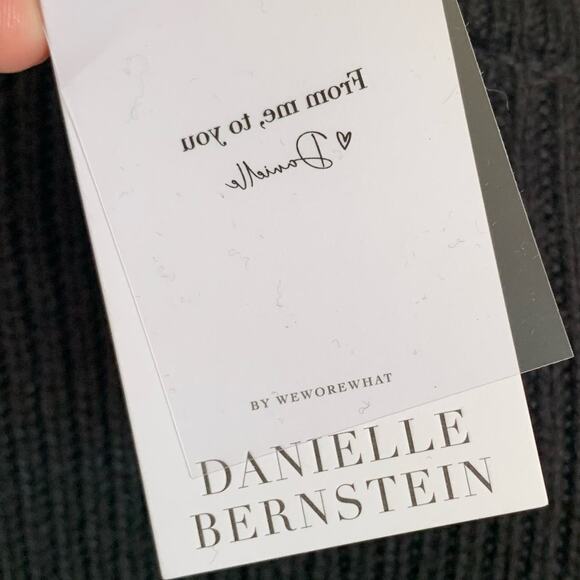 From me, to you
♥ Danielle
BY WEWOREWHAT
DANIELLE
BERNSTEIN